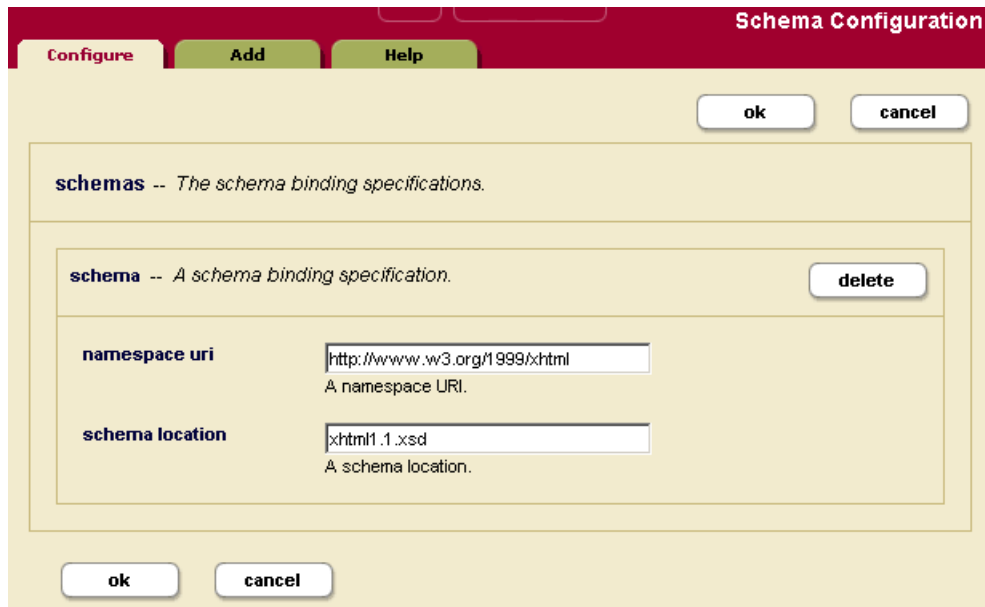 Schema Configuration
Configure Add Help
ok cancel
schemas -- The schema binding specifications.
schema -- A schema binding specification.
delete
namespace uri http://www.w3.org/1999/xhtml
A namespace URI.
schema location xhtml1.1.xsd
A schema location.
ok cancel